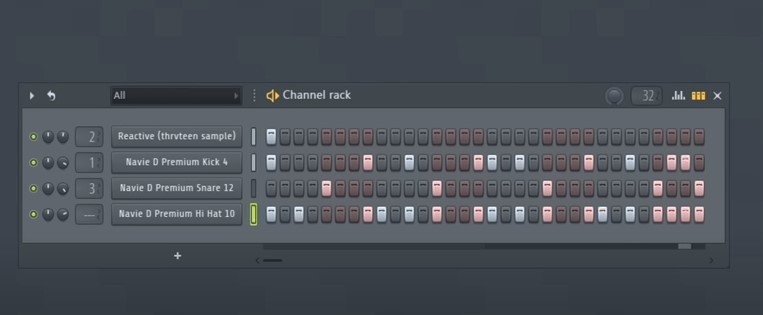 All
Channel rack
32
2
Reactive (thrvteen sample)
1
Navie D Premium Kick 4
3
Navie D Premium Snare 12
---
Navie D Premium Hi Hat 10
+